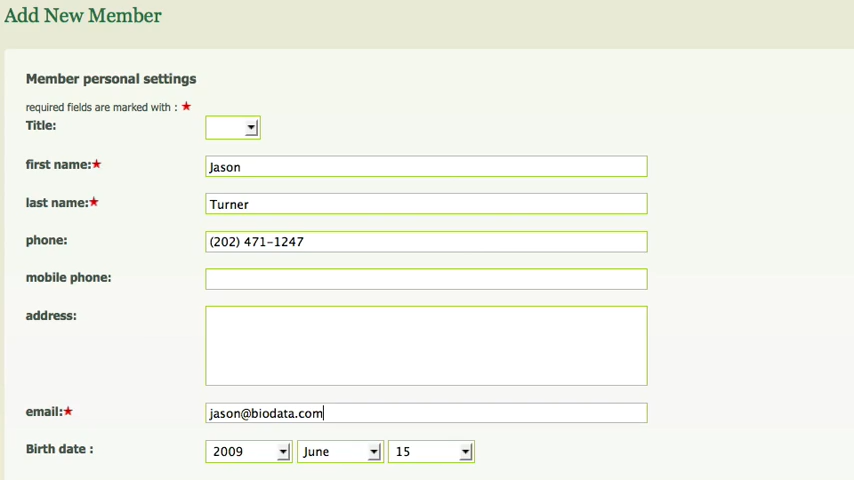 Add New Member
Member personal settings
required fields are marked with : ★
Title:
first name:★ Jason
last name:★ Turner
phone: (202) 471-1247
mobile phone:
address:
email:★ jason@biodata.com
Birth date : 2009 June 15